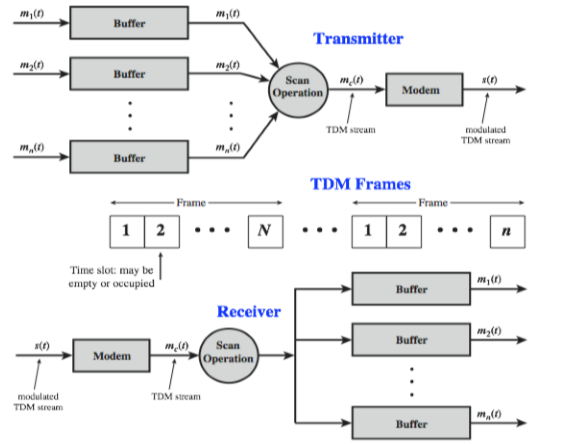 m1(t)
Buffer
m1(t)
Transmitter
m2(t)
Buffer
m2(t)
Scan
Operation
mc(t)
Modem
s(t)
TDM stream
modulated
TDM stream
mn(t)
Buffer
mn(t)
TDM Frames
Frame
Frame
1 2 • • • N • • • 1 2 • • • n
Time slot: may be
empty or occupied
Receiver
Buffer
m1(t)
s(t)
Modem
mc(t)
Scan
Operation
Buffer
m2(t)
modulated
TDM stream
TDM stream
Buffer
mn(t)